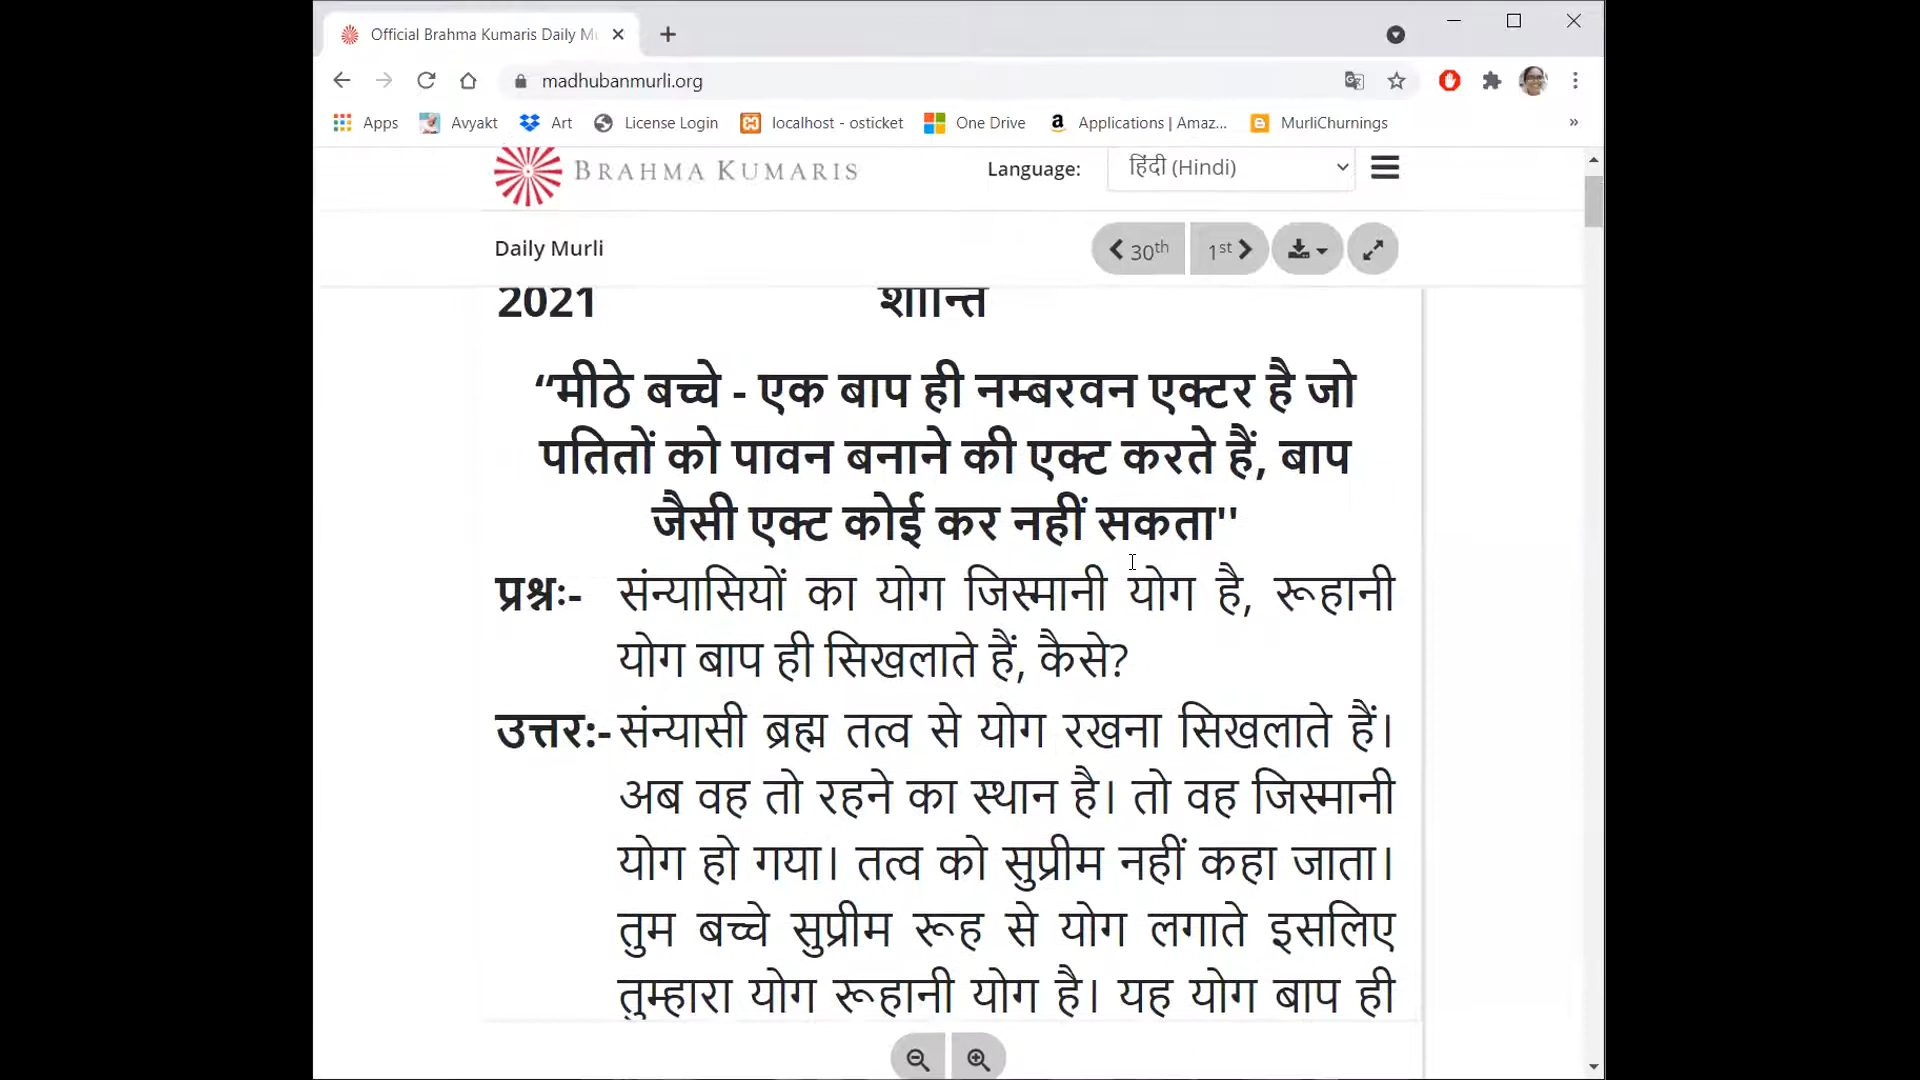 Official Brahma Kumaris Daily M
madhubanmurli.org
Apps Avyakt Art License Login localhost - osticket One Drive Applications | Amaz... MurliChurnings »
BRAHMA KUMARIS Language: हिंदी (Hindi)
Daily Murli 30th 1st
2021 शान्ति
“मीठे बच्चे - एक बाप ही नम्बरवन एक्टर है जो
पतितों को पावन बनाने की एक्ट करते हैं, बाप
जैसी एक्ट कोई कर नहीं सकता''
प्रश्नः- संन्यासियों का योग जिस्मानी योग है, रूहानी
योग बाप ही सिखलाते हैं, कैसे?
उत्तर:- संन्यासी ब्रह्म तत्व से योग रखना सिखलाते हैं।
अब वह तो रहने का स्थान है। तो वह जिस्मानी
योग हो गया। तत्व को सुप्रीम नहीं कहा जाता।
तुम बच्चे सुप्रीम रूह से योग लगाते इसलिए
तुम्हारा योग रूहानी योग है। यह योग बाप ही